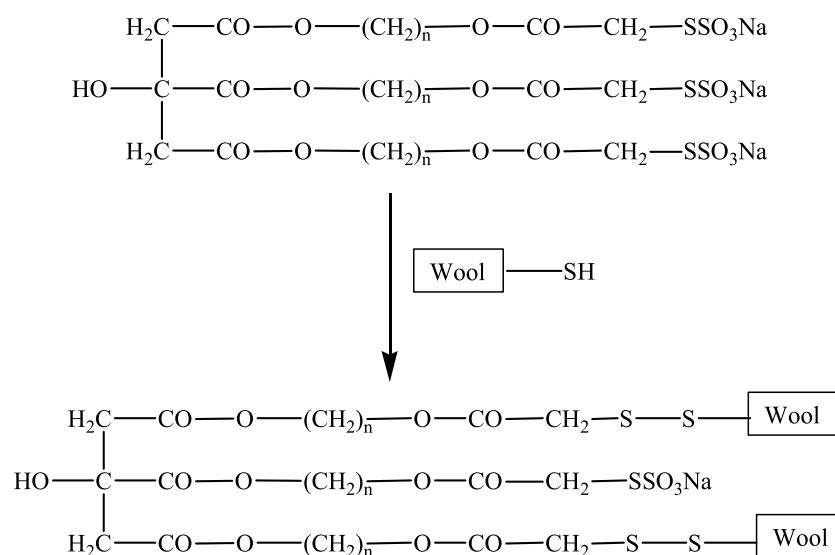 H₂C—CO—O—(CH₂)ₙ—O—CO—CH₂—SSO₃Na
HO—C—CO—O—(CH₂)ₙ—O—CO—CH₂—SSO₃Na
H₂C—CO—O—(CH₂)ₙ—O—CO—CH₂—SSO₃Na
Wool—SH
H₂C—CO—O—(CH₂)ₙ—O—CO—CH₂—S—S—Wool
HO—C—CO—O—(CH₂)ₙ—O—CO—CH₂—SSO₃Na
H₂C—CO—O—(CH₂)ₙ—O—CO—CH₂—S—S—Wool